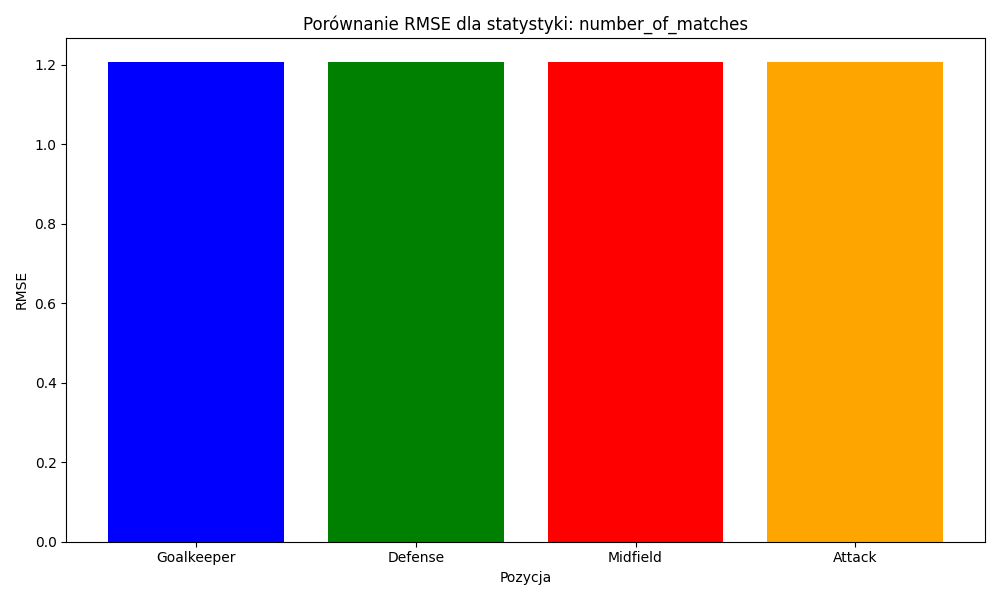 Porównanie RMSE dla statystyki: number_of_matches
RMSE
1.2
1.0
0.8
0.6
0.4
0.2
0.0
Goalkeeper Defense Midfield Attack
Pozycja